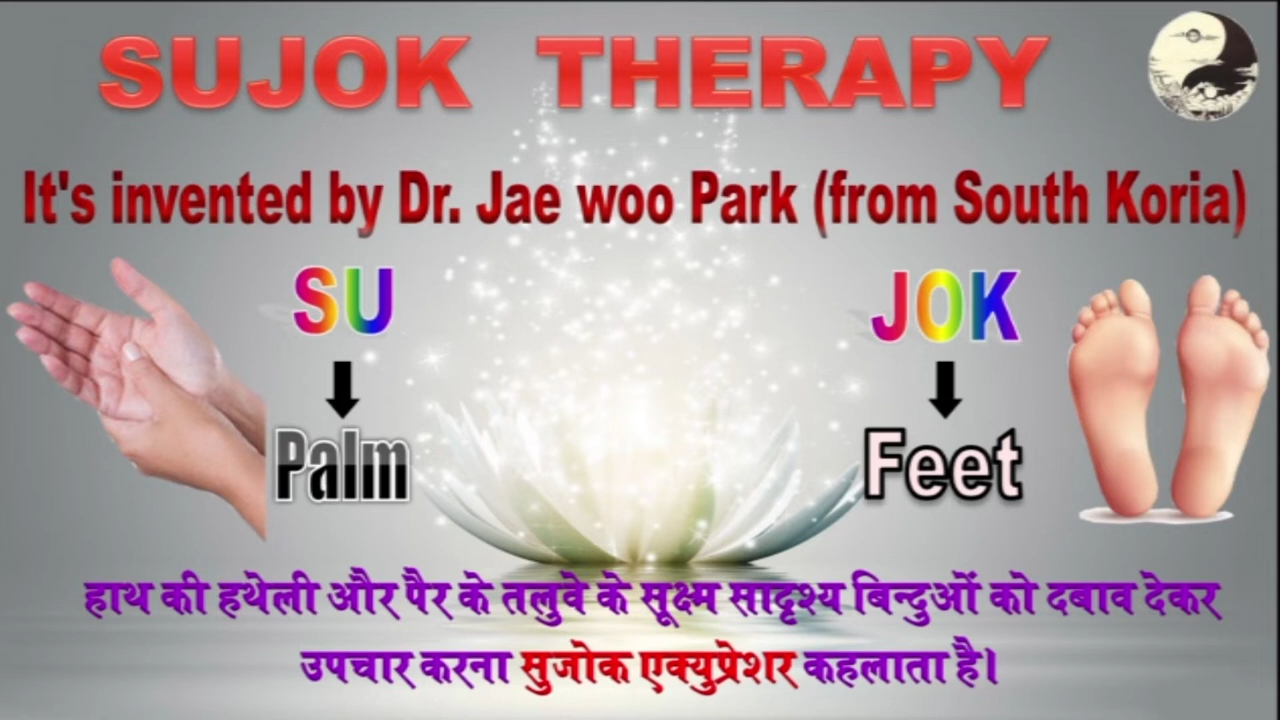 SUJOK THERAPY
It's invented by Dr. Jae woo Park (from South Koria)
SU
JOK
Palm
Feet
हाथ की हथेली और पैर के तलुवे के सूक्ष्म सादृश्य बिन्दुओं को दबाव देकर
उपचार करना सुजोक एक्युप्रेशर कहलाता है।